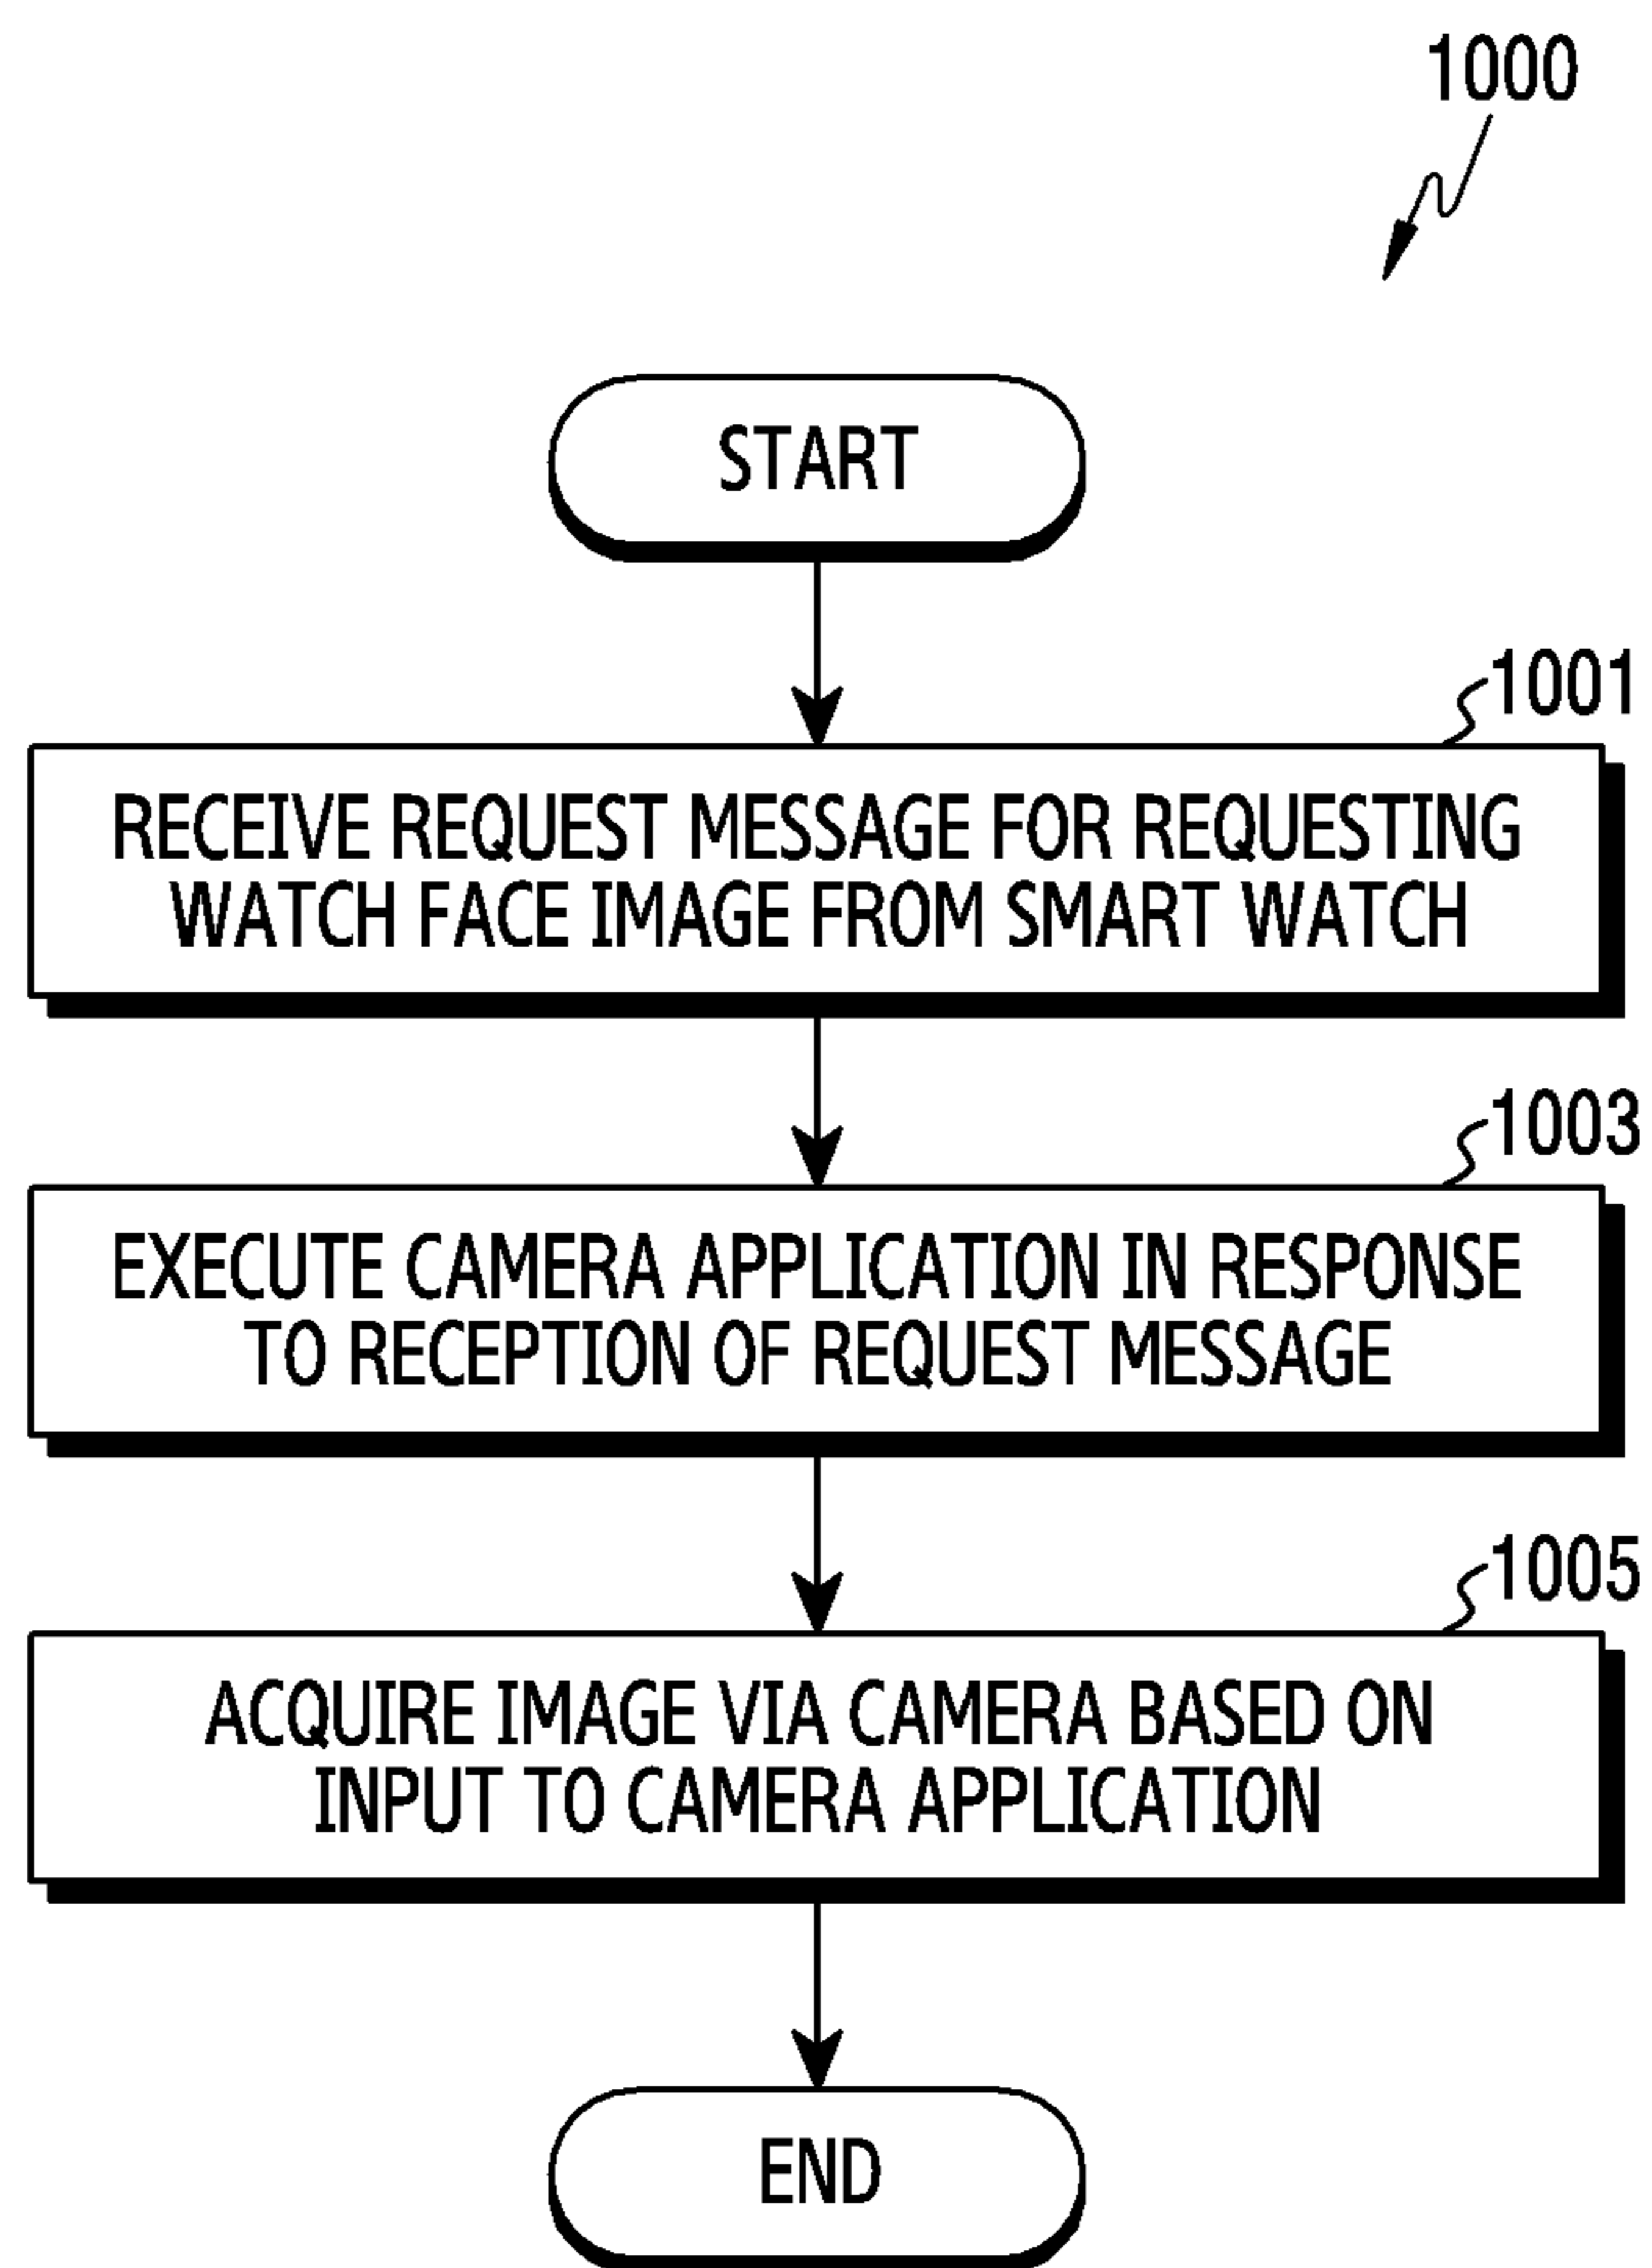 1000
START
1001
RECEIVE REQUEST MESSAGE FOR REQUESTING
WATCH FACE IMAGE FROM SMART WATCH
1003
EXECUTE CAMERA APPLICATION IN RESPONSE
TO RECEPTION OF REQUEST MESSAGE
1005
ACQUIRE IMAGE VIA CAMERA BASED ON
INPUT TO CAMERA APPLICATION
END